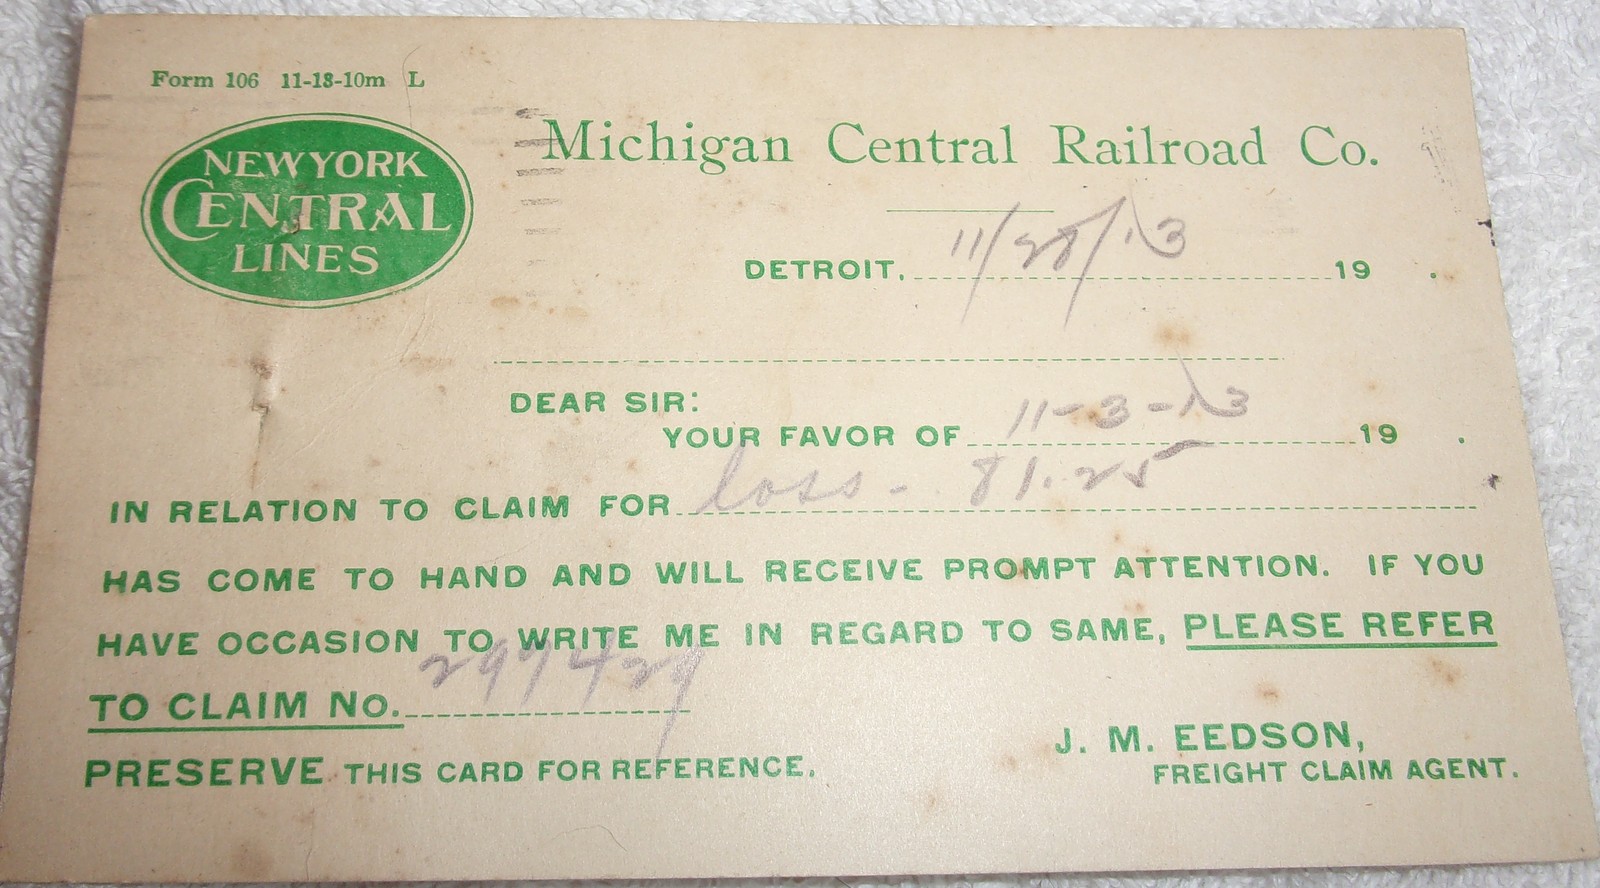 Form 106 11-13-10m L
NEW YORK
CENTRAL
LINES
Michigan Central Railroad Co.
DETROIT, 11/28/13 19 .
DEAR SIR:
YOUR FAVOR OF 11-3-13 19 .
IN RELATION TO CLAIM FOR loss - 81.25
HAS COME TO HAND AND WILL RECEIVE PROMPT ATTENTION. IF YOU
HAVE OCCASION TO WRITE ME IN REGARD TO SAME, PLEASE REFER
TO CLAIM No. 297429
PRESERVE THIS CARD FOR REFERENCE.
J. M. EEDSON,
FREIGHT CLAIM AGENT.